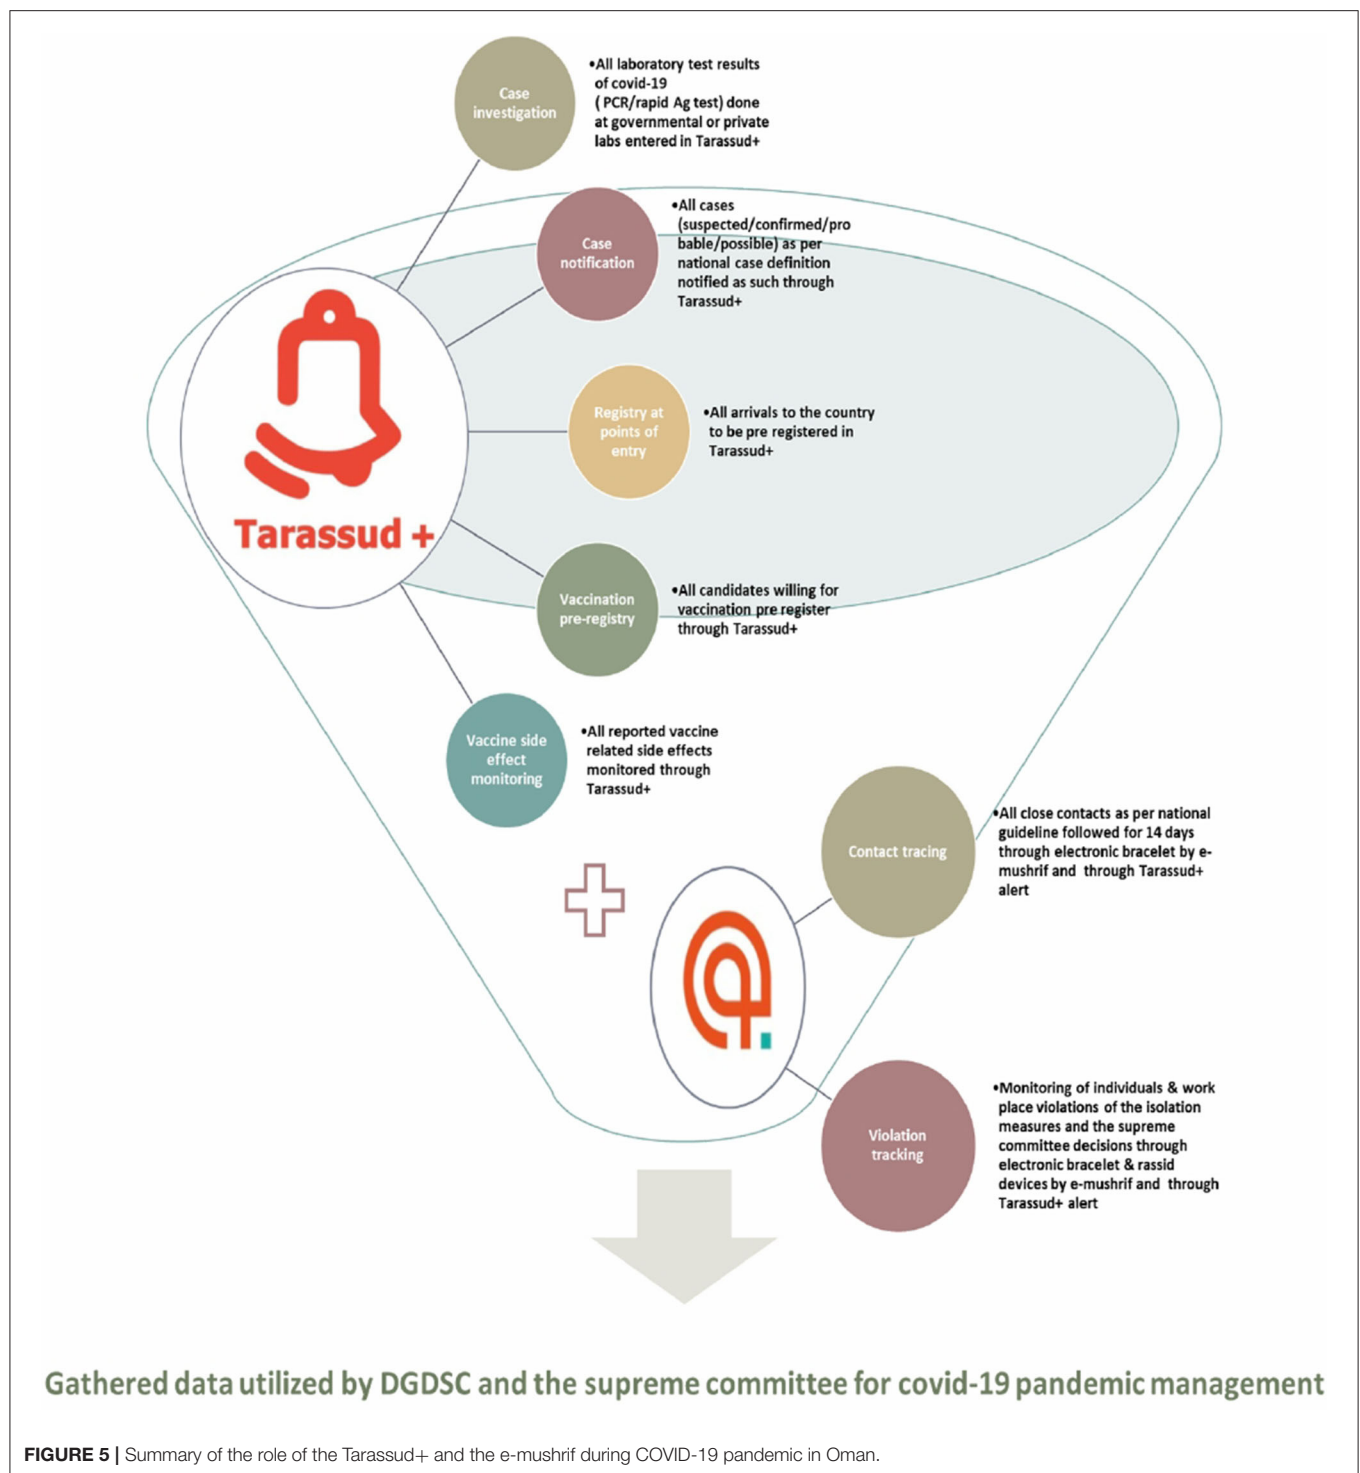 Case
investigation
•All laboratory test results
of covid-19
( PCR/rapid Ag test) done
at governmental or private
labs entered in Tarassud+
Case
notification
•All cases
(suspected/confirmed/pro
bable/possible) as per
national case definition
notified as such through
Tarassud+
Tarassud +
Registry at
points of
entry
•All arrivals to the country
to be pre registered in
Tarassud+
Vaccination
pre-registry
•All candidates willing for
vaccination pre register
through Tarassud+
Vaccine side
effect
monitoring
•All reported vaccine
related side effects
monitored through
Tarassud+
Contact tracing
•All close contacts as per national
guideline followed for 14 days
through electronic bracelet by e-
mushrif and through Tarassud+
alert
Violation
tracking
•Monitoring of individuals & work
place violations of the isolation
measures and the supreme
committee decisions through
electronic bracelet & rassid
devices by e-mushrif and through
Tarassud+ alert
Gathered data utilized by DGDSC and the supreme committee for covid-19 pandemic management
FIGURE 5 | Summary of the role of the Tarassud+ and the e-mushrif during COVID-19 pandemic in Oman.